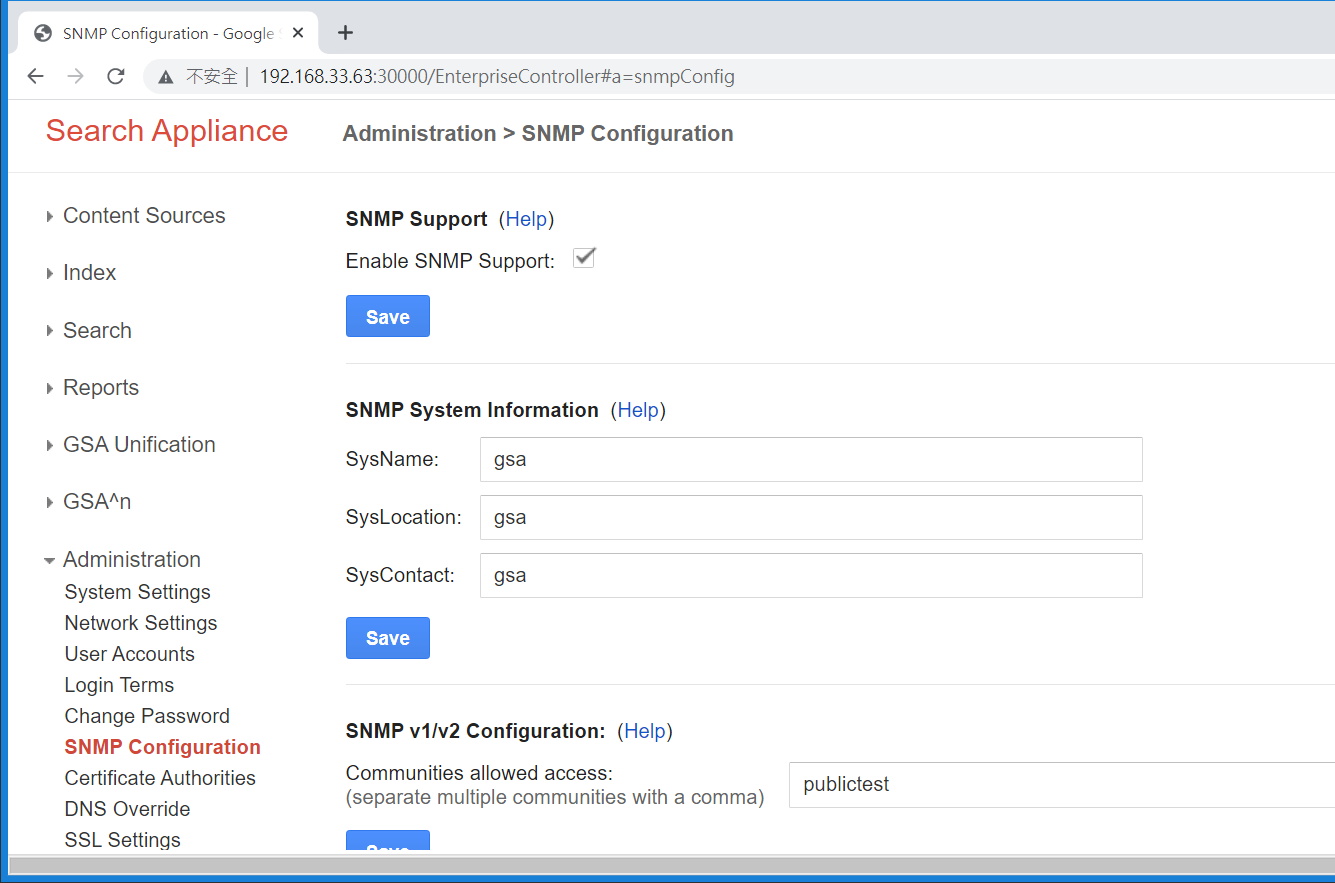 SNMP Configuration - Google
不安全 | 192.168.33.63:30000/EnterpriseController#a=snmpConfig
Search Appliance
Administration > SNMP Configuration
Content Sources
Index
Search
Reports
GSA Unification
GSA^n
Administration
System Settings
Network Settings
User Accounts
Login Terms
Change Password
SNMP Configuration
Certificate Authorities
DNS Override
SSL Settings
SNMP Support (Help)
Enable SNMP Support:
Save
SNMP System Information (Help)
SysName: gsa
SysLocation: gsa
SysContact: gsa
Save
SNMP v1/v2 Configuration: (Help)
Communities allowed access:
(separate multiple communities with a comma) publictest
Save